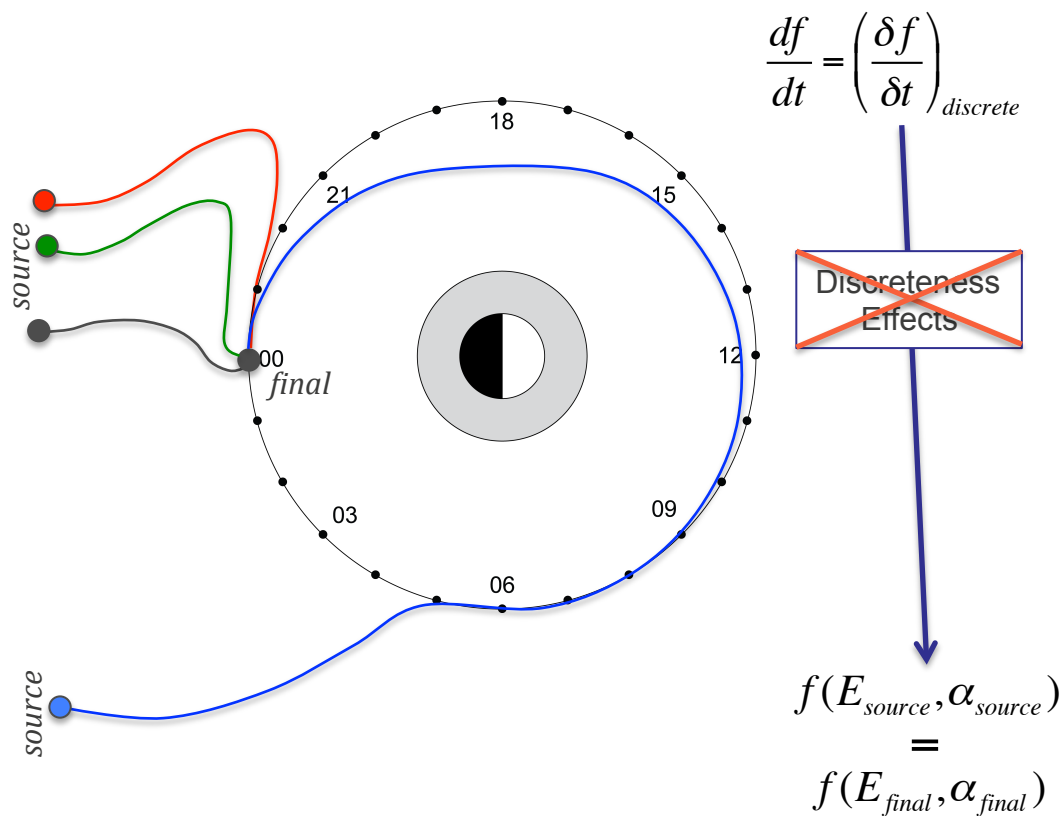 df/dt = (δf/δt)discrete
18
21
15
source
Discreteness
Effects
00
12
final
03
09
06
source
f(Esource,αsource)
=
f(Efinal,αfinal)